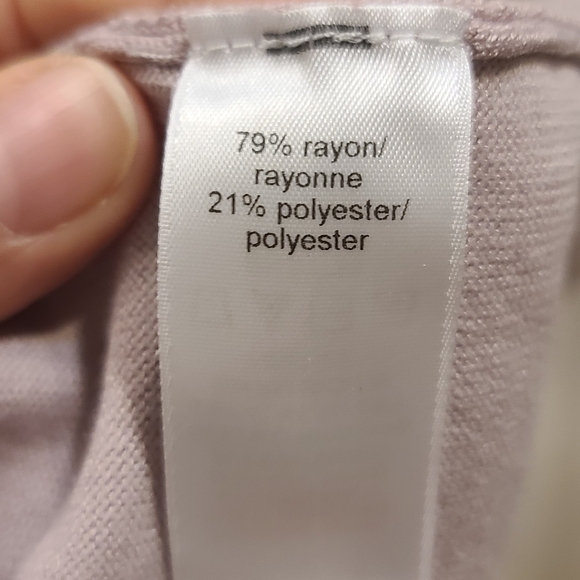 79% rayon/
rayonne
21% polyester/
polyester